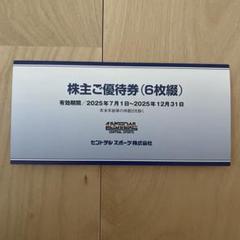 株主ご優待券(6枚綴)
有効期限／2025年7月1日～2025年12月31日
CENTRAL SPORTS
セントラルスポーツ株式会社